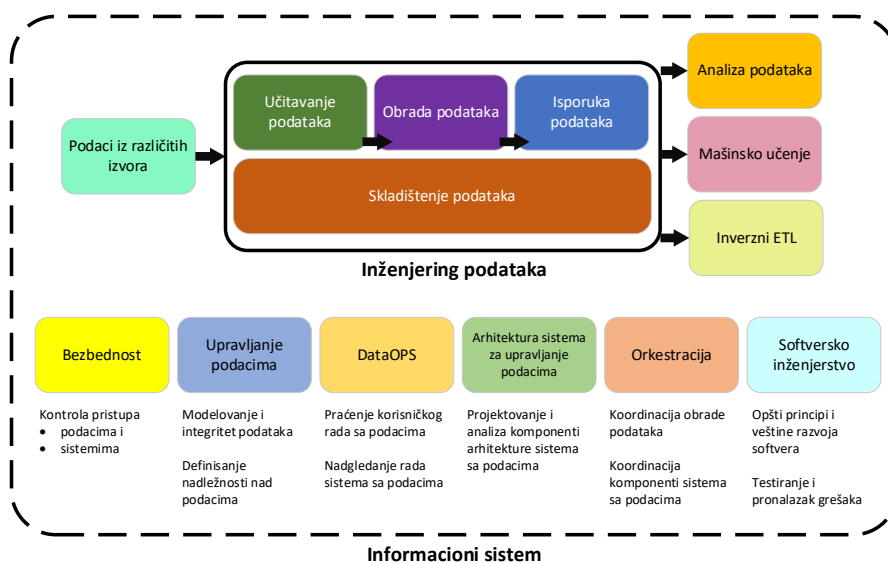 Podaci iz različitih
izvora
Učitavanje
podataka
Obrada podataka
Isporuka
podataka
Skladištenje podataka
Inženjering podataka
Analiza podataka
Mašinsko učenje
Inverzni ETL
Bezbednost
Upravljanje
podacima
DataOPS
Arhitektura sistema
za upravljanje
podacima
Orkestracija
Softversko
inženjerstvo
Kontrola pristupa
• podacima i
• sistemima
Modelovanje i
integritet podataka
Definisanje
nadležnosti nad
podacima
Praćenje korisničkog
rada sa podacima
Nadgledanje rada
sistema sa podacima
Projektovanje i
analiza komponenti
arhitekture sistema
sa podacima
Koordinacija obrade
podataka
Koordinacija
komponenti sistema
sa podacima
Opšti principi i
veštine razvoja
softvera
Testiranje i
pronalazak grešaka
Informacioni sistem